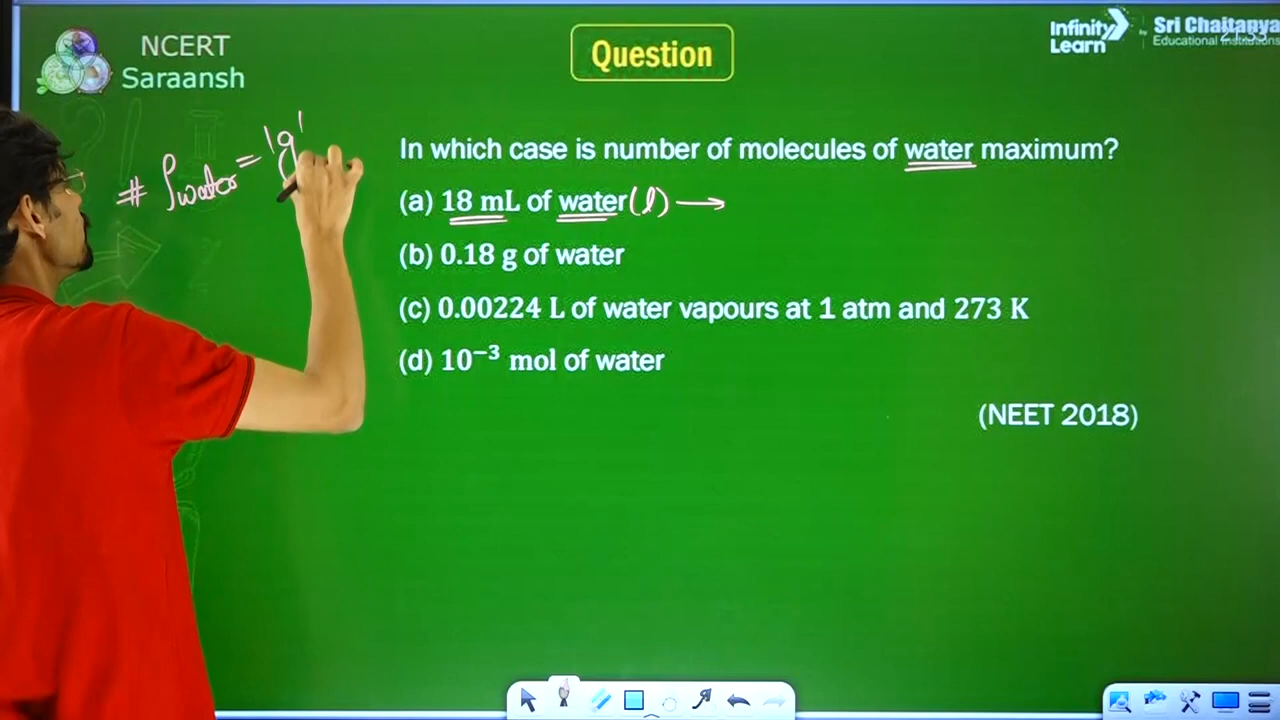 NCERT
Saraansh
Question
Infinity
Learn
by
Sri Chaitanya
Educational Institutions
# ρwater = 1g
In which case is number of molecules of water maximum?
(a) 18 mL of water(l) →
(b) 0.18 g of water
(c) 0.00224 L of water vapours at 1 atm and 273 K
(d) 10⁻³ mol of water
(NEET 2018)